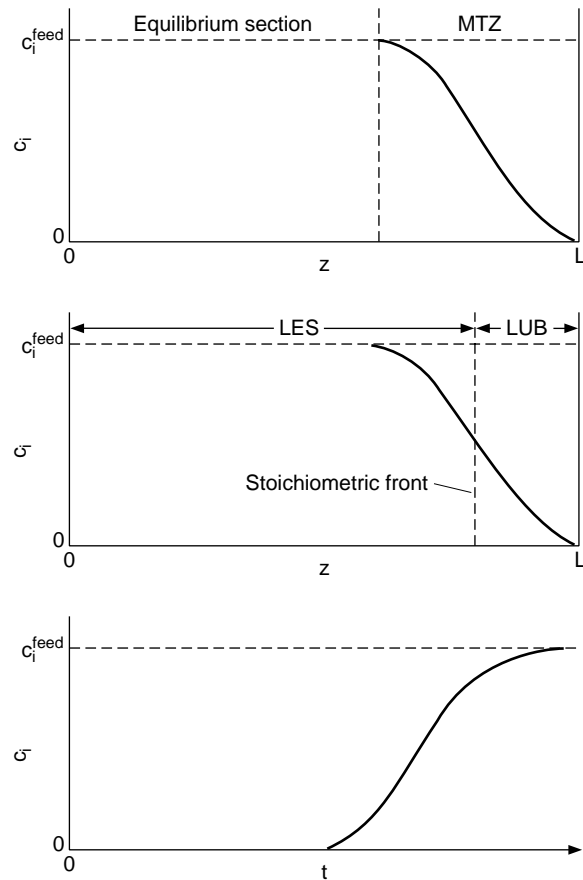 Equilibrium section MTZ
c_i^feed
c_i
0
0 z L
LES LUB
c_i^feed
c_i
Stoichiometric front
0
0 z L
c_i^feed
c_i
0
0 t